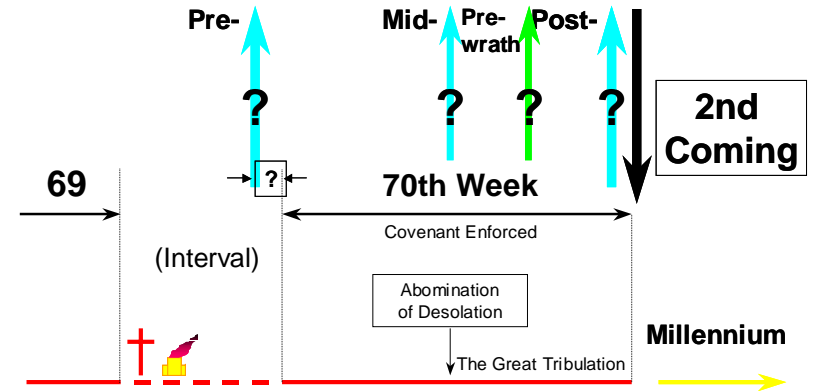 Pre-
Mid-
Pre-
wrath
Post-
?
?
?
?
2nd
Coming
?
69
70th Week
Covenant Enforced
(Interval)
Abomination
of Desolation
Millennium
The Great Tribulation